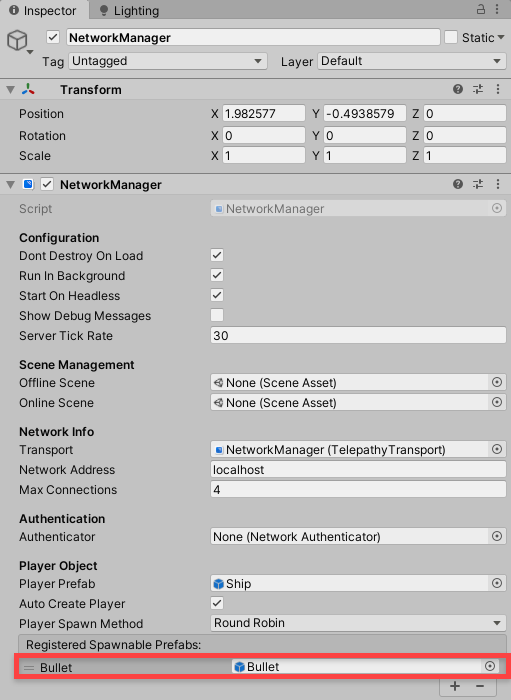 Inspector Lighting
NetworkManager Static
Tag Untagged Layer Default
Transform
Position X 1.982577 Y -0.4938579 Z 0
Rotation X 0 Y 0 Z 0
Scale X 1 Y 1 Z 1
NetworkManager
Script NetworkManager
Configuration
Dont Destroy On Load
Run In Background
Start On Headless
Show Debug Messages
Server Tick Rate 30
Scene Management
Offline Scene None (Scene Asset)
Online Scene None (Scene Asset)
Network Info
Transport NetworkManager (TelepathyTransport)
Network Address localhost
Max Connections 4
Authentication
Authenticator None (Network Authenticator)
Player Object
Player Prefab Ship
Auto Create Player
Player Spawn Method Round Robin
Registered Spawnable Prefabs:
Bullet Bullet